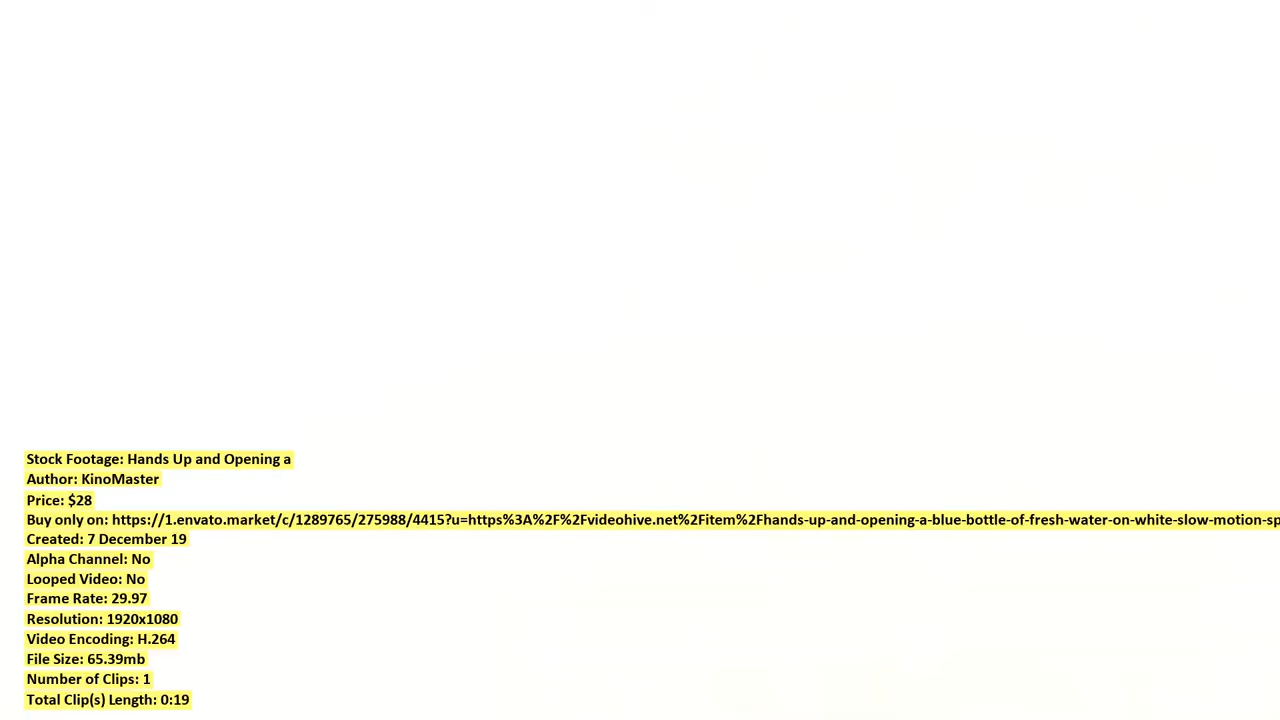 Stock Footage: Hands Up and Opening a
Author: KinoMaster
Price: $28
Buy only on: https://1.envato.market/c/1289765/275988/4415?u=https%3A%2F%2Fvideohive.net%2Fitem%2Fhands-up-and-opening-a-blue-bottle-of-fresh-water-on-white-slow-motion-sp
Created: 7 December 19
Alpha Channel: No
Looped Video: No
Frame Rate: 29.97
Resolution: 1920x1080
Video Encoding: H.264
File Size: 65.39mb
Number of Clips: 1
Total Clip(s) Length: 0:19